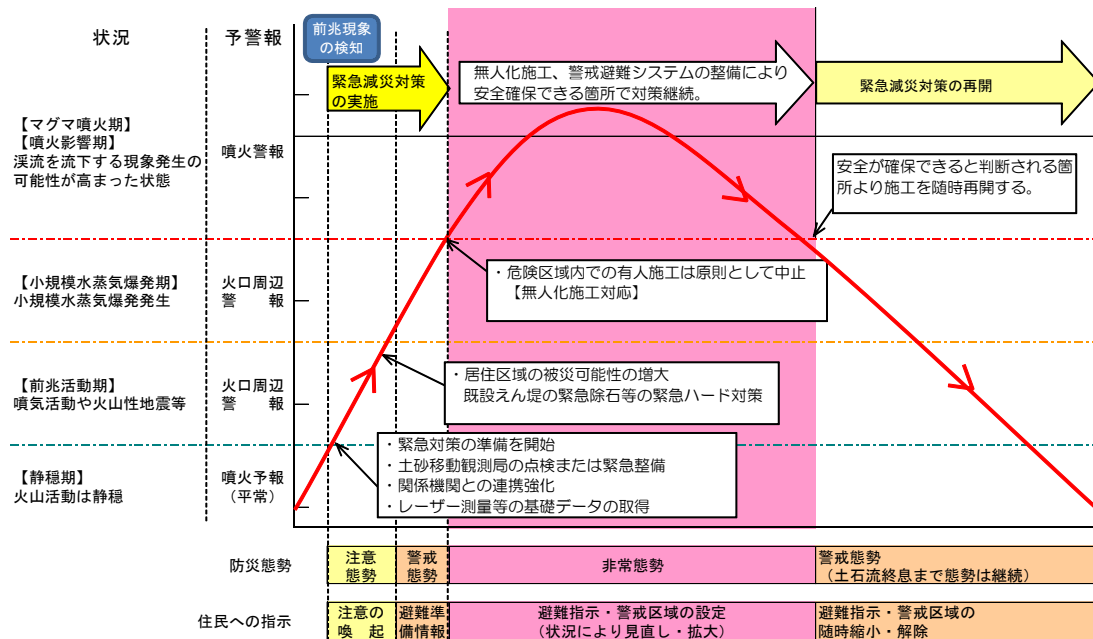 状況
予警報
前兆現象
の検知
緊急減災対策
の実施
無人化施工、警戒避難システムの整備により
安全確保できる箇所で対策継続。
緊急減災対策の再開
【マグマ噴火期】
【噴火影響期】
渓流を流下する現象発生の
可能性が高まった状態
噴火警報
安全が確保できると判断される箇
所より施工を随時再開する。
【小規模水蒸気爆発期】
小規模水蒸気爆発発生
火口周辺
警　報
・危険区域内での有人施工は原則として中止
【無人化施工対応】
【前兆活動期】
噴気活動や火山性地震等
火口周辺
警　報
・居住区域の被災可能性の増大
既設えん堤の緊急除石等の緊急ハード対策
【静穏期】
火山活動は静穏
噴火予報
（平常）
・緊急対策の準備を開始
・土砂移動観測局の点検または緊急整備
・関係機関との連携強化
・レーザー測量等の基礎データの取得
防災態勢
注意
態勢
警戒
態勢
非常態勢
警戒態勢
（土石流終息まで態勢は継続）
住民への指示
注意の
喚　起
避難準
備情報
避難指示・警戒区域の設定
（状況により見直し・拡大）
避難指示・警戒区域の
随時縮小・解除